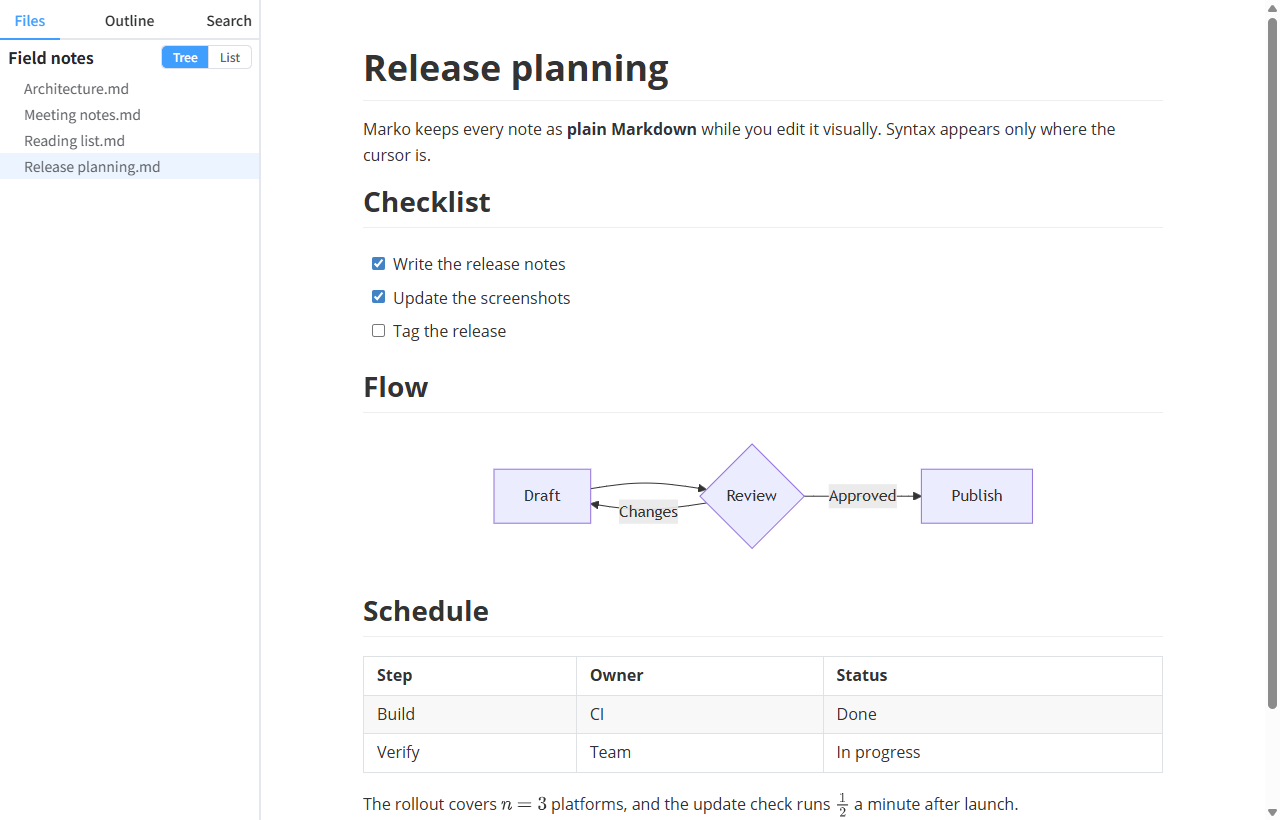 Files Outline Search
Field notes Tree List
Architecture.md
Meeting notes.md
Reading list.md
Release planning.md
Release planning
Marko keeps every note as plain Markdown while you edit it visually. Syntax appears only where the
cursor is.
Checklist
Write the release notes
Update the screenshots
Tag the release
Flow
Draft Changes Review Approved Publish
Schedule
Step Owner Status
Build CI Done
Verify Team In progress
The rollout covers n = 3 platforms, and the update check runs 1/2 a minute after launch.